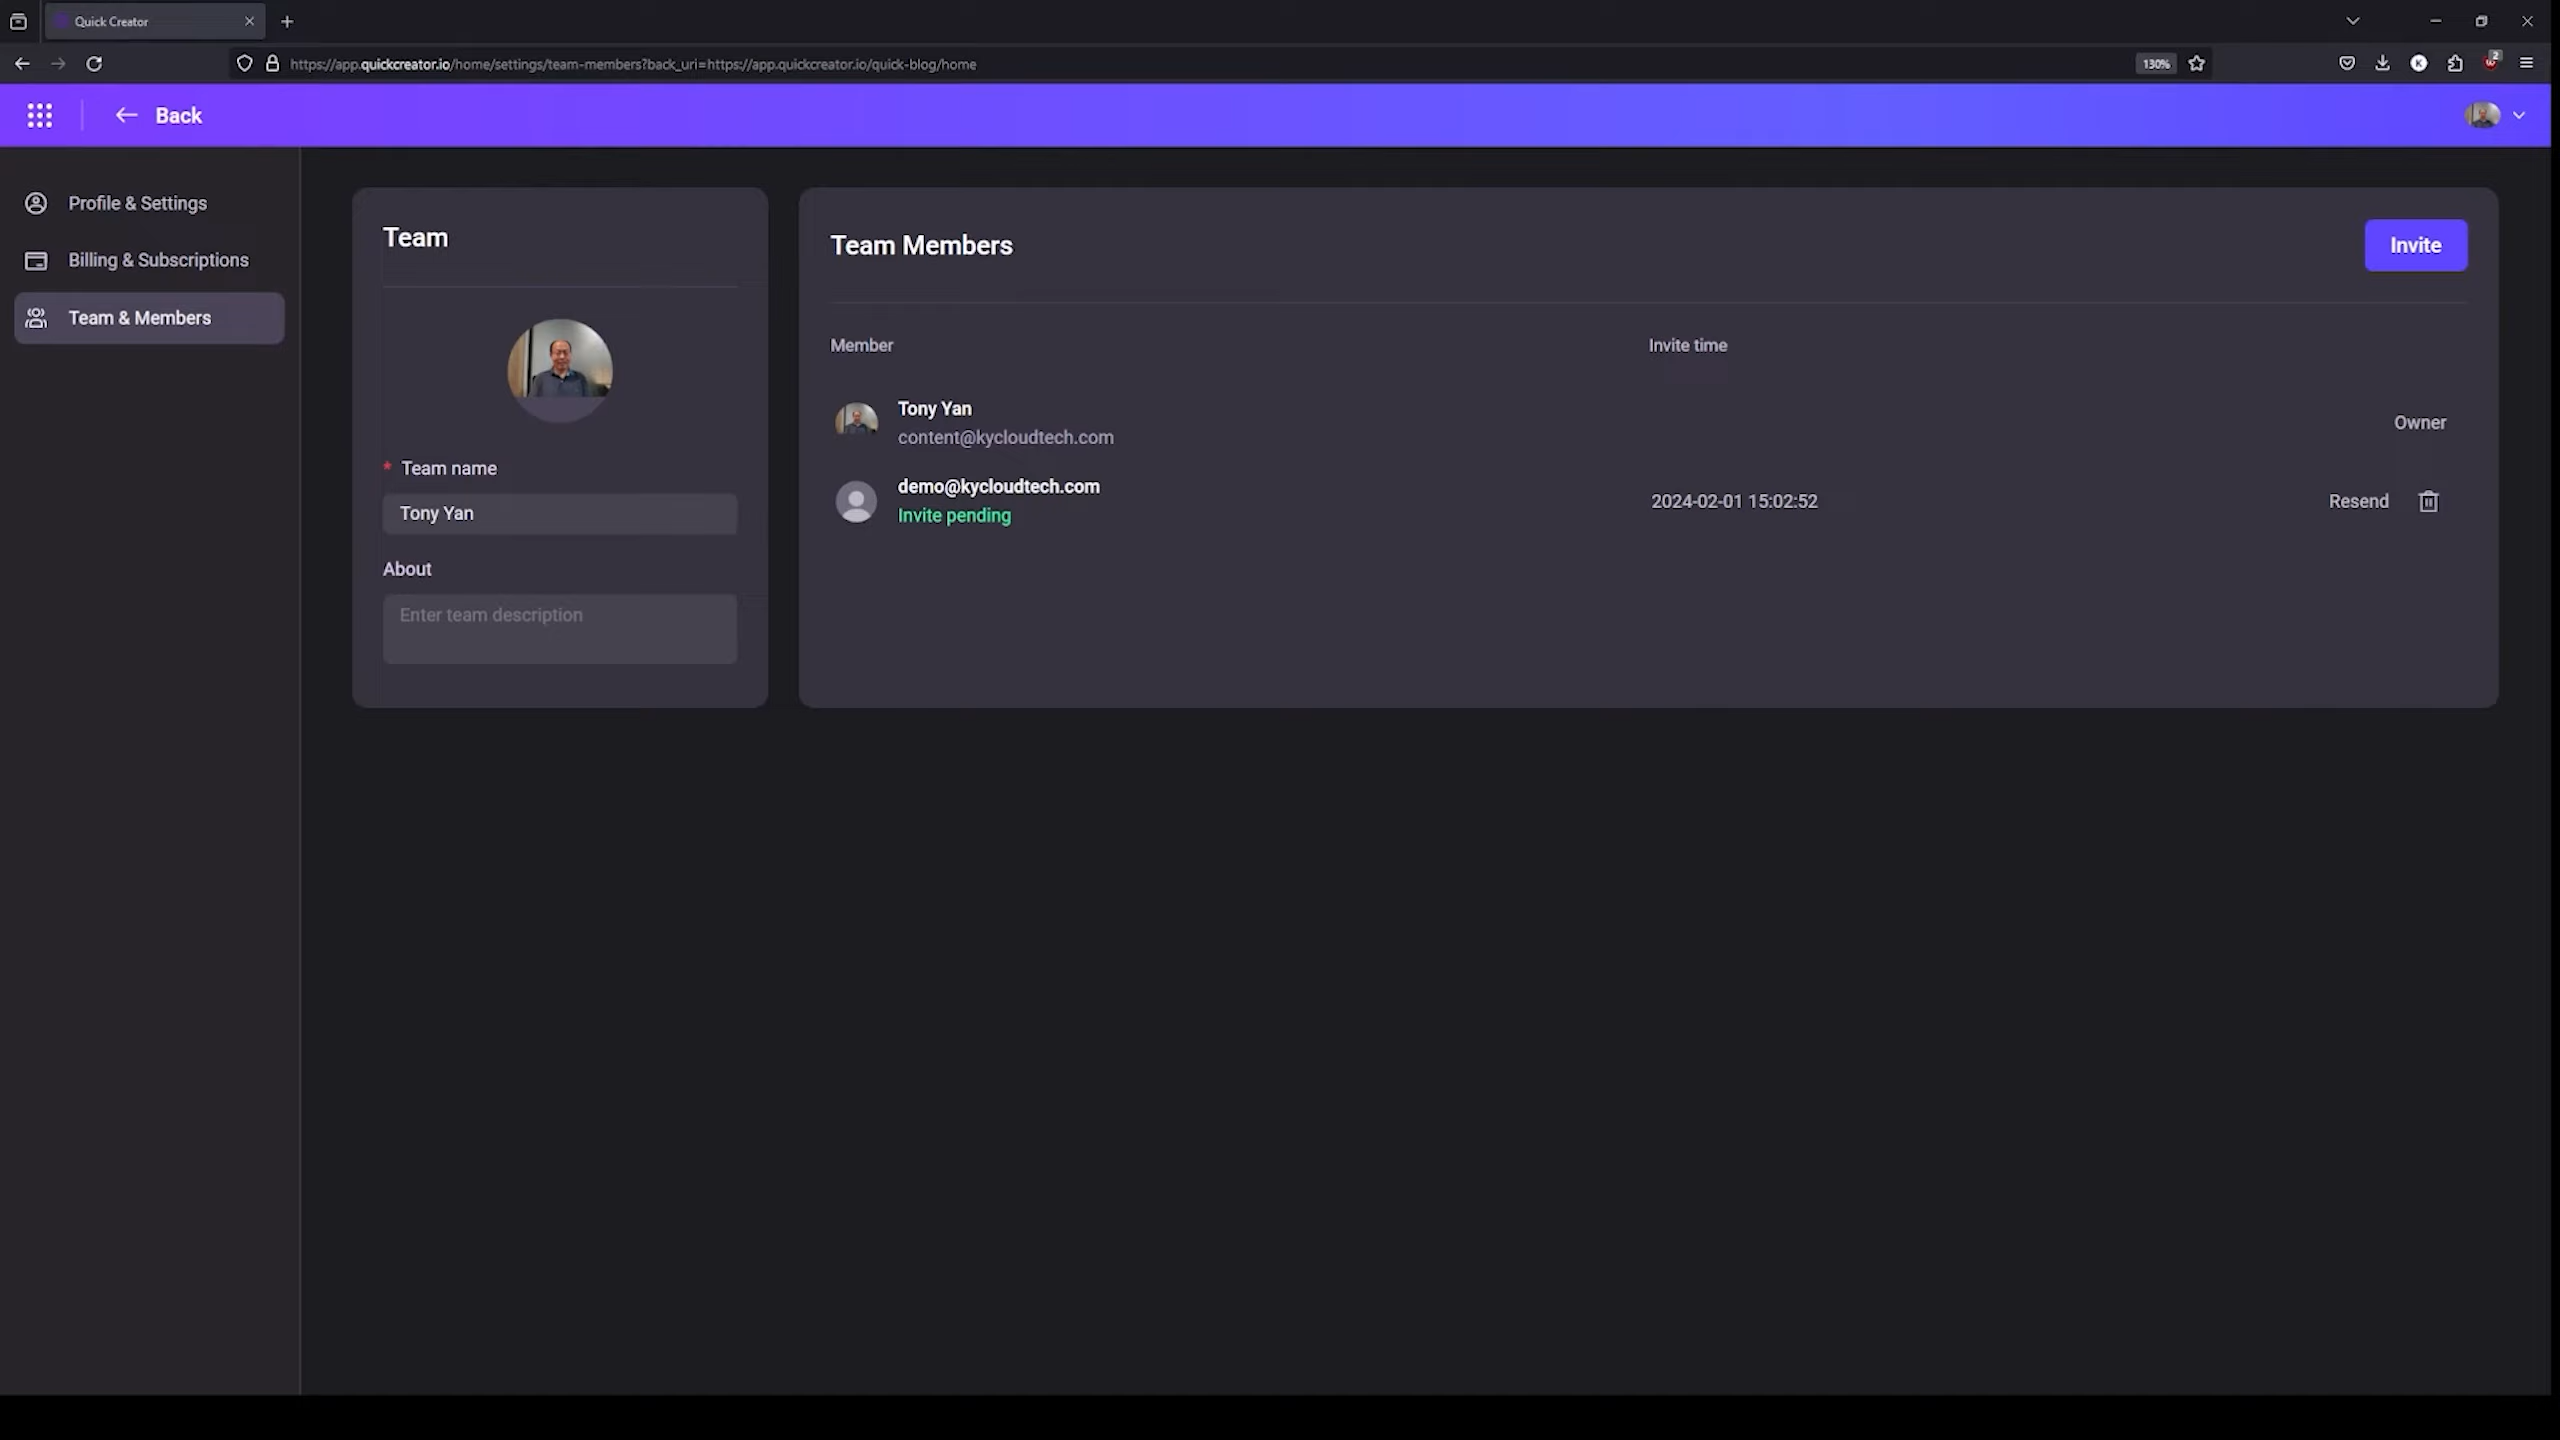 Quick Creator
https://app.quickcreator.io/home/settings/team-members?back_uri=https://app.quickcreator.io/quick-blog/home
130%
2
K
Back
Profile & Settings
Billing & Subscriptions
Team & Members
Team
* Team name
Tony Yan
About
Enter team description
Team Members
Invite
Member
Invite time
Tony Yan
content@kycloudtech.com
Owner
demo@kycloudtech.com
Invite pending
2024-02-01 15:02:52
Resend